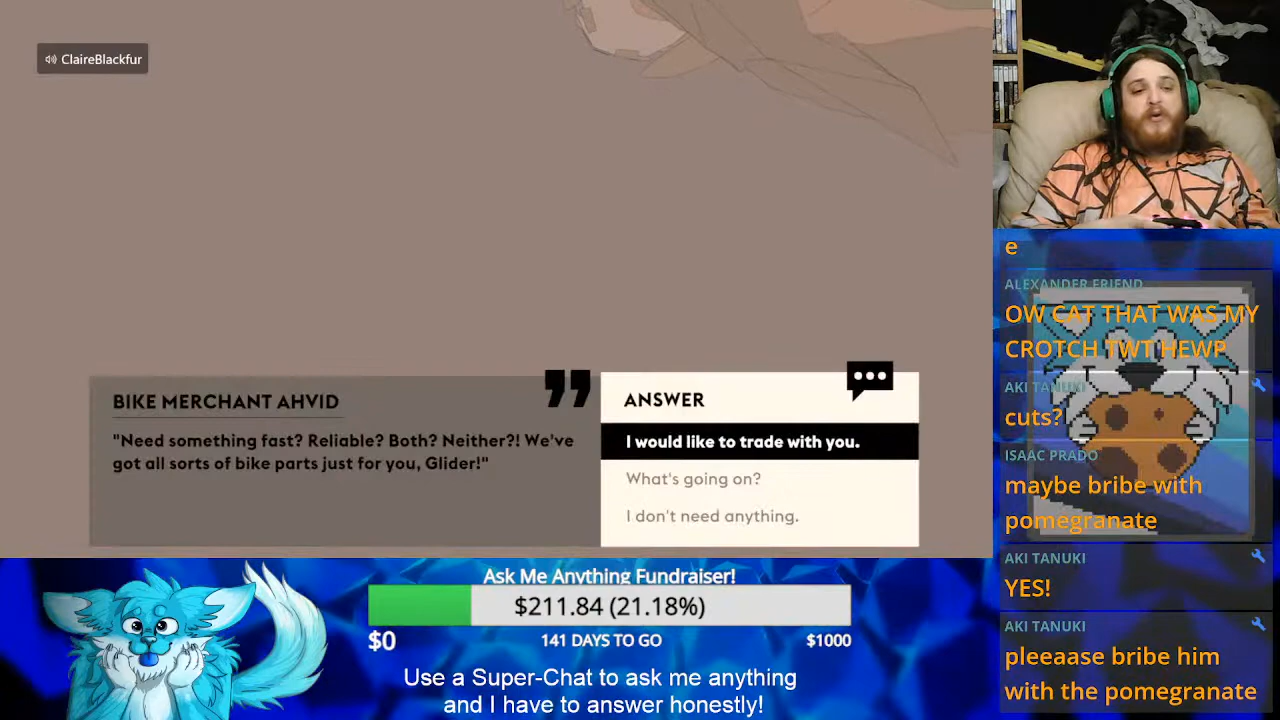 ClaireBlackfur
BIKE MERCHANT AHVID
"Need something fast? Reliable? Both? Neither?! We've
got all sorts of bike parts just for you, Glider!"
ANSWER
I would like to trade with you.
What's going on?
I don't need anything.
e
ALEXANDER FRIEND
OW CAT THAT WAS MY
CROTCH TWT HEWP
AKI TANUKI
cuts?
ISAAC PRADO
maybe bribe with
pomegranate
AKI TANUKI
YES!
AKI TANUKI
pleeaase bribe him
with the pomegranate
Ask Me Anything Fundraiser!
$211.84 (21.18%)
$0
141 DAYS TO GO
$1000
Use a Super-Chat to ask me anything
and I have to answer honestly!